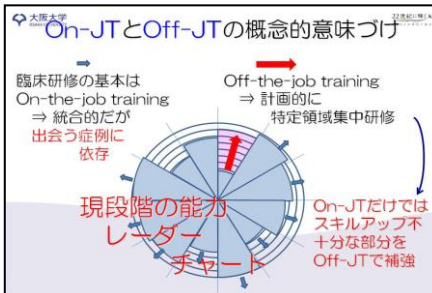 大阪大学
On-JTとOff-JTの概念的意味づけ
臨床研修の基本は
On-the-job training
⇒ 統合的だが
出会う症例に
依存
Off-the-job training
⇒ 計画的に
特定領域集中研修
現段階の能力
レーダー
チャート
On-JTだけでは
スキルアップ不
十分な部分を
Off-JTで補強